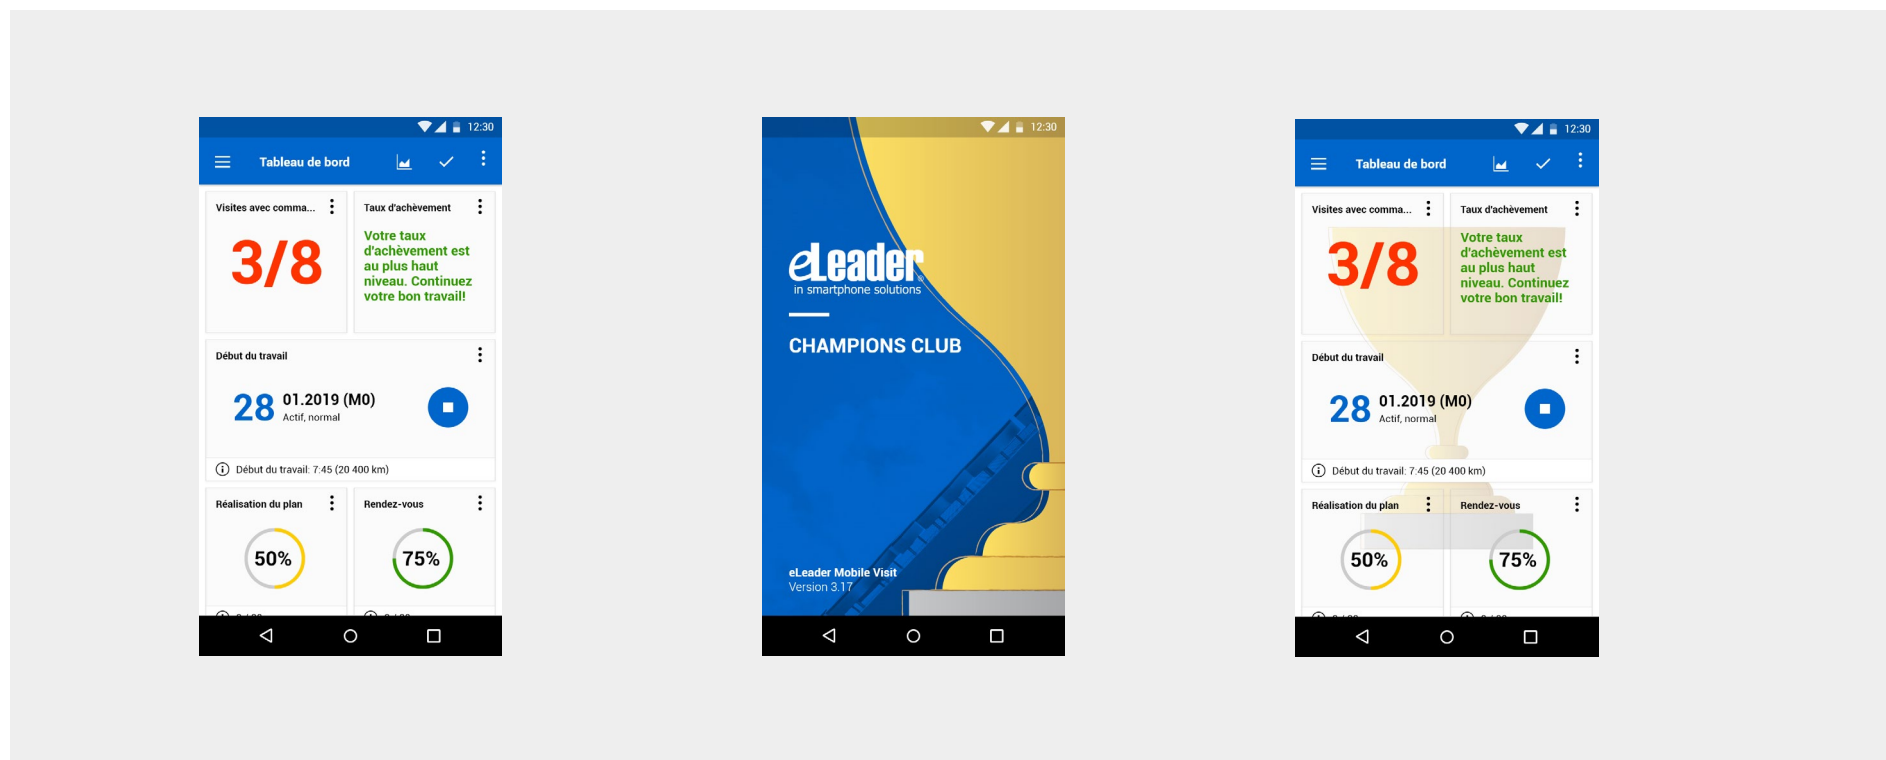 12:30
Tableau de bord
Visites avec comma...
Taux d'achèvement
3/8
Votre taux
d'achèvement est
au plus haut
niveau. Continuez
votre bon travail!
Début du travail
28
01.2019 (M0)
Actif, normal
Début du travail: 7:45 (20 400 km)
Réalisation du plan
Rendez-vous
50%
75%
12:30
eLeader®
in smartphone solutions
CHAMPIONS CLUB
eLeader Mobile Visit
Version 3.17
12:30
Tableau de bord
Visites avec comma...
Taux d'achèvement
3/8
Votre taux
d'achèvement est
au plus haut
niveau. Continuez
votre bon travail!
Début du travail
28
01.2019 (M0)
Actif, normal
Début du travail: 7:45 (20 400 km)
Réalisation du plan
Rendez-vous
50%
75%